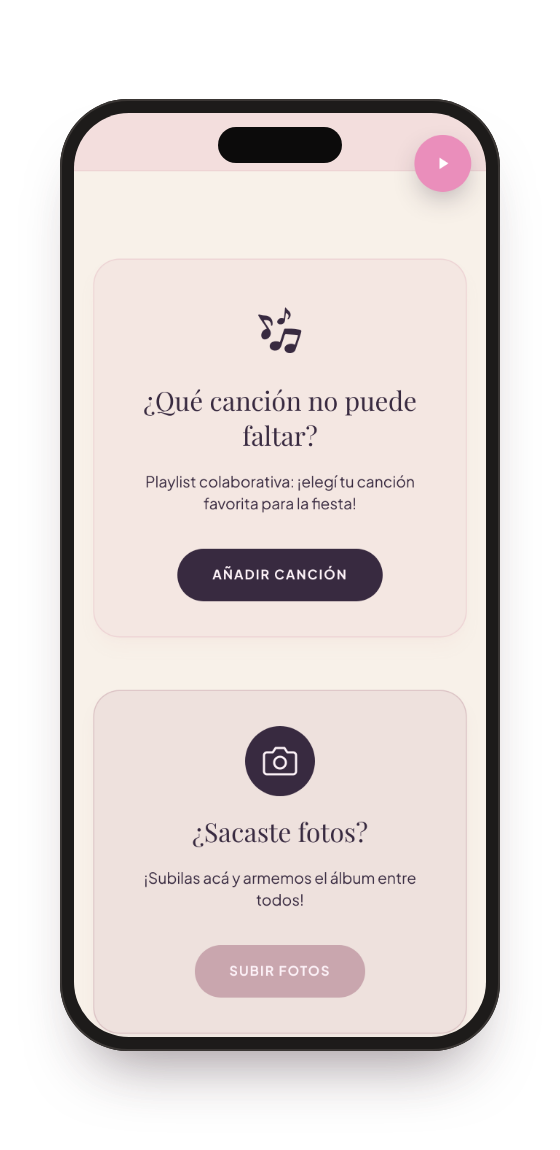 ¿Qué canción no puede
faltar?
Playlist colaborativa: ¡elegí tu canción
favorita para la fiesta!
AÑADIR CANCIÓN
¿Sacaste fotos?
¡Subilas acá y armemos el álbum entre
todos!
SUBIR FOTOS